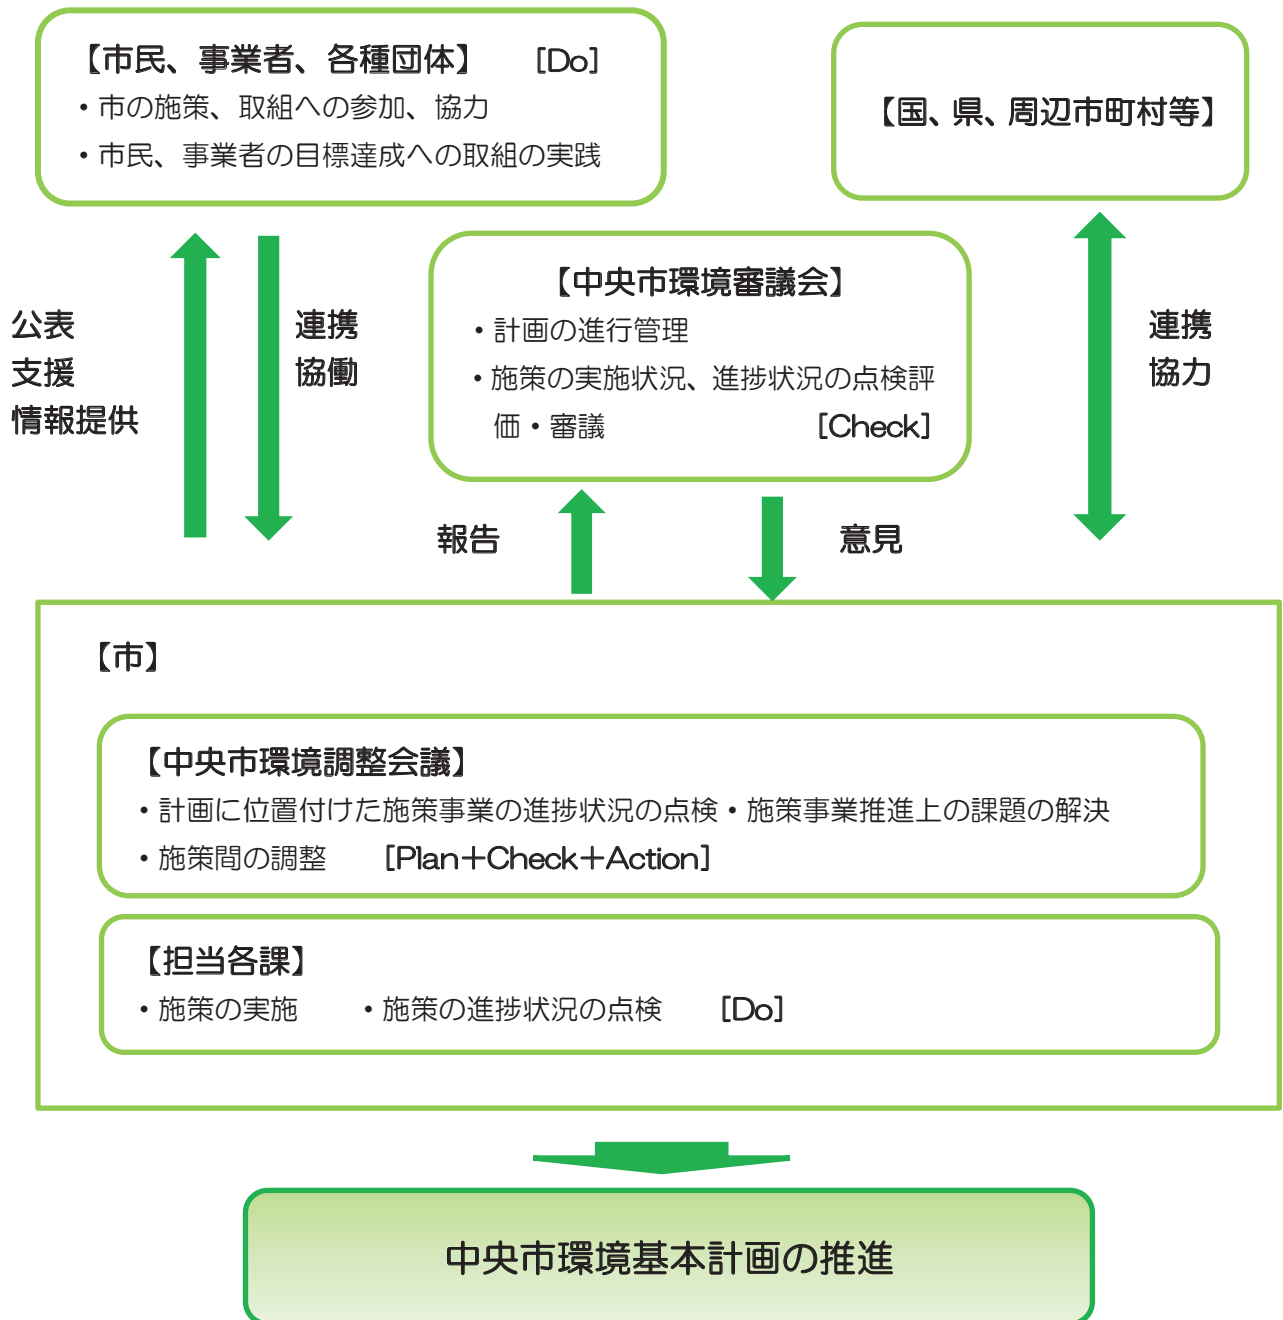 【市民、事業者、各種団体】 [Do]
・市の施策、取組への参加、協力
・市民、事業者の目標達成への取組の実践
【国、県、周辺市町村等】
【中央市環境審議会】
・計画の進行管理
・施策の実施状況、進捗状況の点検評
価・審議 [Check]
公表
支援
情報提供
連携
協働
連携
協力
報告
意見
【市】
【中央市環境調整会議】
・計画に位置付けた施策事業の進捗状況の点検・施策事業推進上の課題の解決
・施策間の調整 [Plan+Check+Action]
【担当各課】
・施策の実施 ・施策の進捗状況の点検 [Do]
中央市環境基本計画の推進